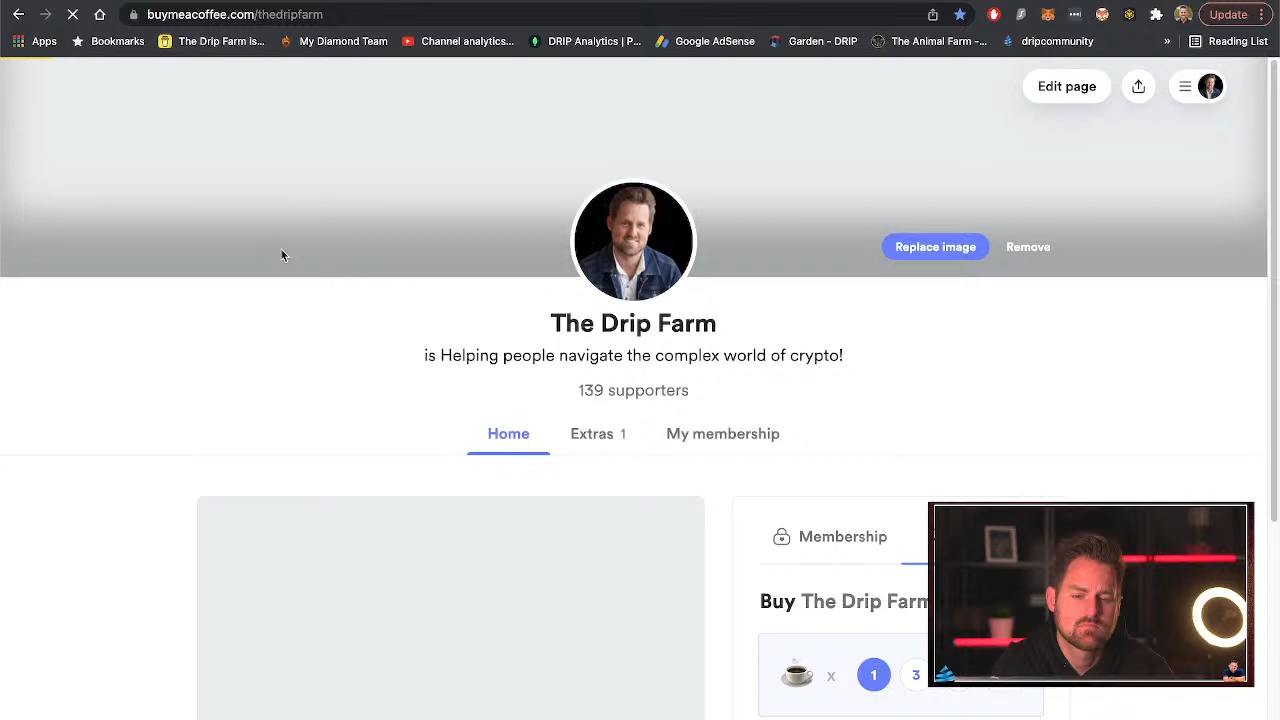 buymeacoffee.com/thedripfarm
Update
Apps Bookmarks The Drip Farm is... My Diamond Team Channel analytics... DRIP Analytics | P... Google AdSense Garden – DRIP The Animal Farm –... dripcommunity » Reading List
Edit page
Replace image Remove
The Drip Farm
is Helping people navigate the complex world of crypto!
139 supporters
Home Extras 1 My membership
Membership
Buy The Drip Farm
x 1 3